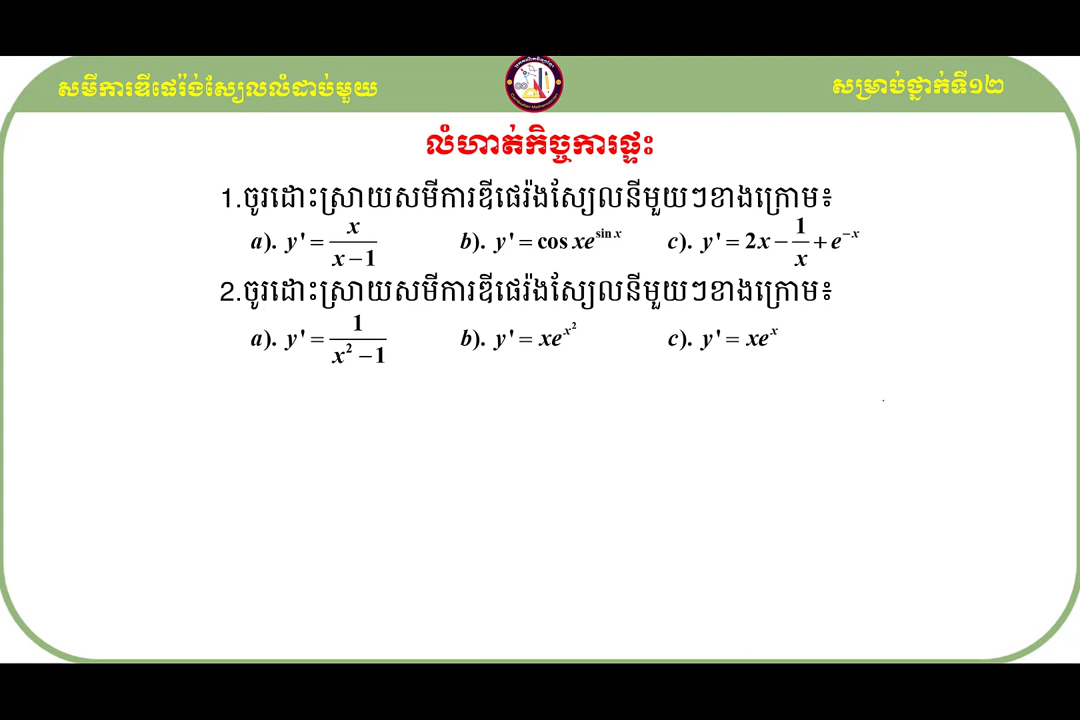 សមីការឌីផេរ៉ង់ស្យែលលំដាប់មួយ
សម្រាប់ថ្នាក់ទី១២
លំហាត់កិច្ចការផ្ទះ
1.ចូរដោះស្រាយសមីការឌីផេរ៉ងស្យែលនីមួយៗខាងក្រោម៖
a). y' = x/(x−1) b). y' = cos xe^{sin x} c). y' = 2x − 1/x + e^{−x}
2.ចូរដោះស្រាយសមីការឌីផេរ៉ងស្យែលនីមួយៗខាងក្រោម៖
a). y' = 1/(x²−1) b). y' = xe^{x²} c). y' = xe^{x}